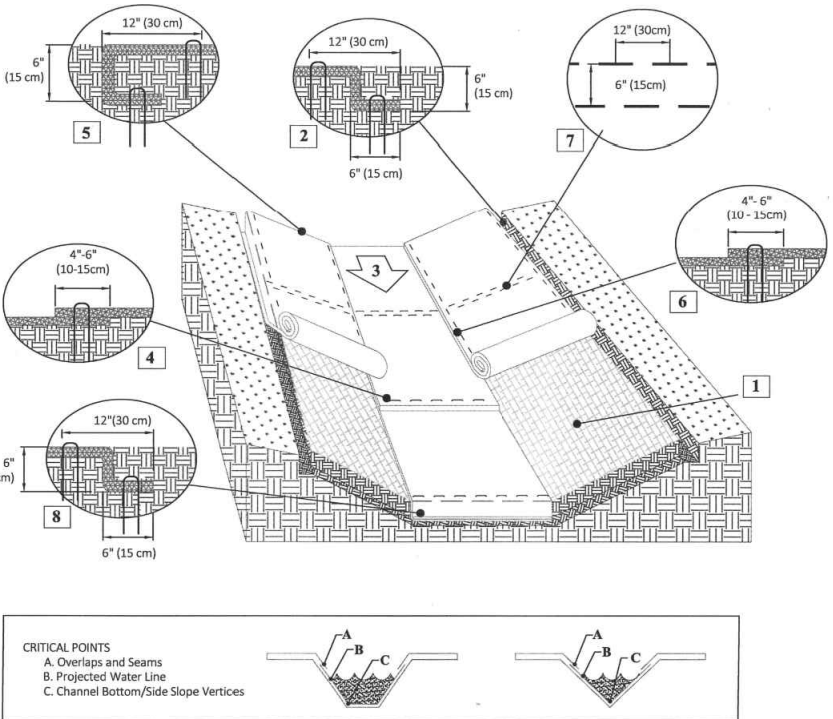 12" (30 cm)
6"
(15 cm)
5
12" (30 cm)
6"
(15 cm)
2
6" (15 cm)
12" (30cm)
6" (15cm)
7
4"- 6"
(10 - 15cm)
6
3
4"-6"
(10-15cm)
4
1
12"(30 cm)
6"
cm)
8
6" (15 cm)
CRITICAL POINTS
A. Overlaps and Seams
B. Projected Water Line
C. Channel Bottom/Side Slope Vertices
A
B
C
A
B
C